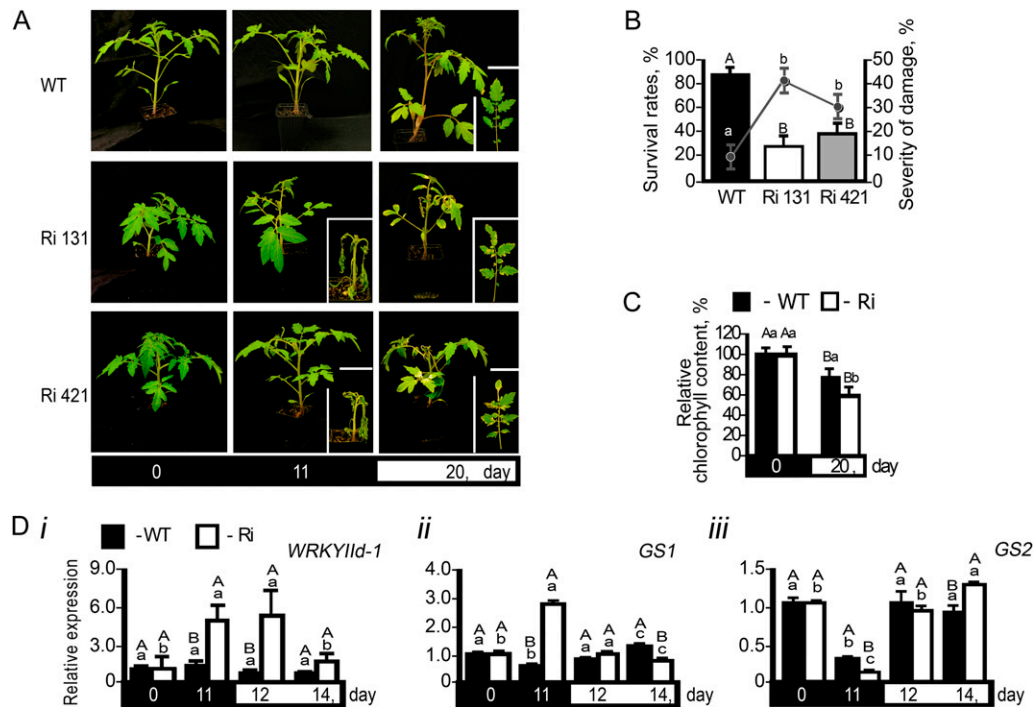 A
WT
Ri 131
Ri 421
0 11 20, day
B
Survival rates, %
100
80
60
40
20
0
A b b
a B B
50
40
30
20
10
0
Severity of damage, %
WT Ri 131 Ri 421
C
- WT - Ri
Relative
chlorophyll content, %
120
100
80
60
40
20
0
Aa Aa Ba Bb
0 20, day
D i
-WT - Ri
WRKYIId-1
Relative expression
9.0
6.0
3.0
0
A A B A B A A A
a b a a a a a b
0 11 12 14, day
ii
GS1
4.0
3.0
2.0
1.0
0
A A B A A A A B
a b b a a a c c
0 11 12 14, day
iii
GS2
1.5
1.0
0.5
0
A A A B A A B A
a b b c a b a a
0 11 12 14, day